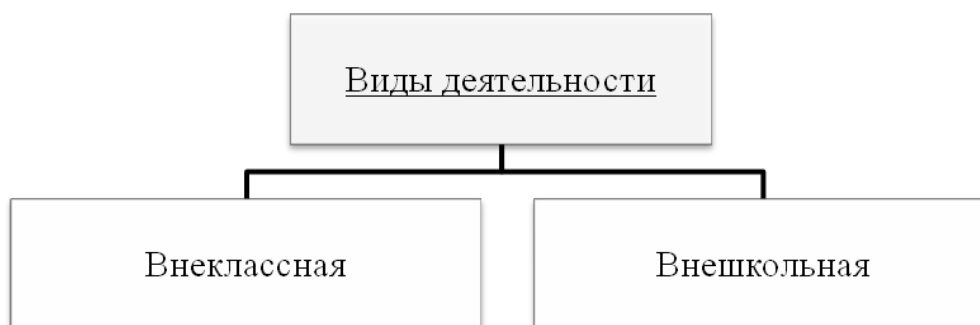 Виды деятельности
Внеклассная
Внешкольная